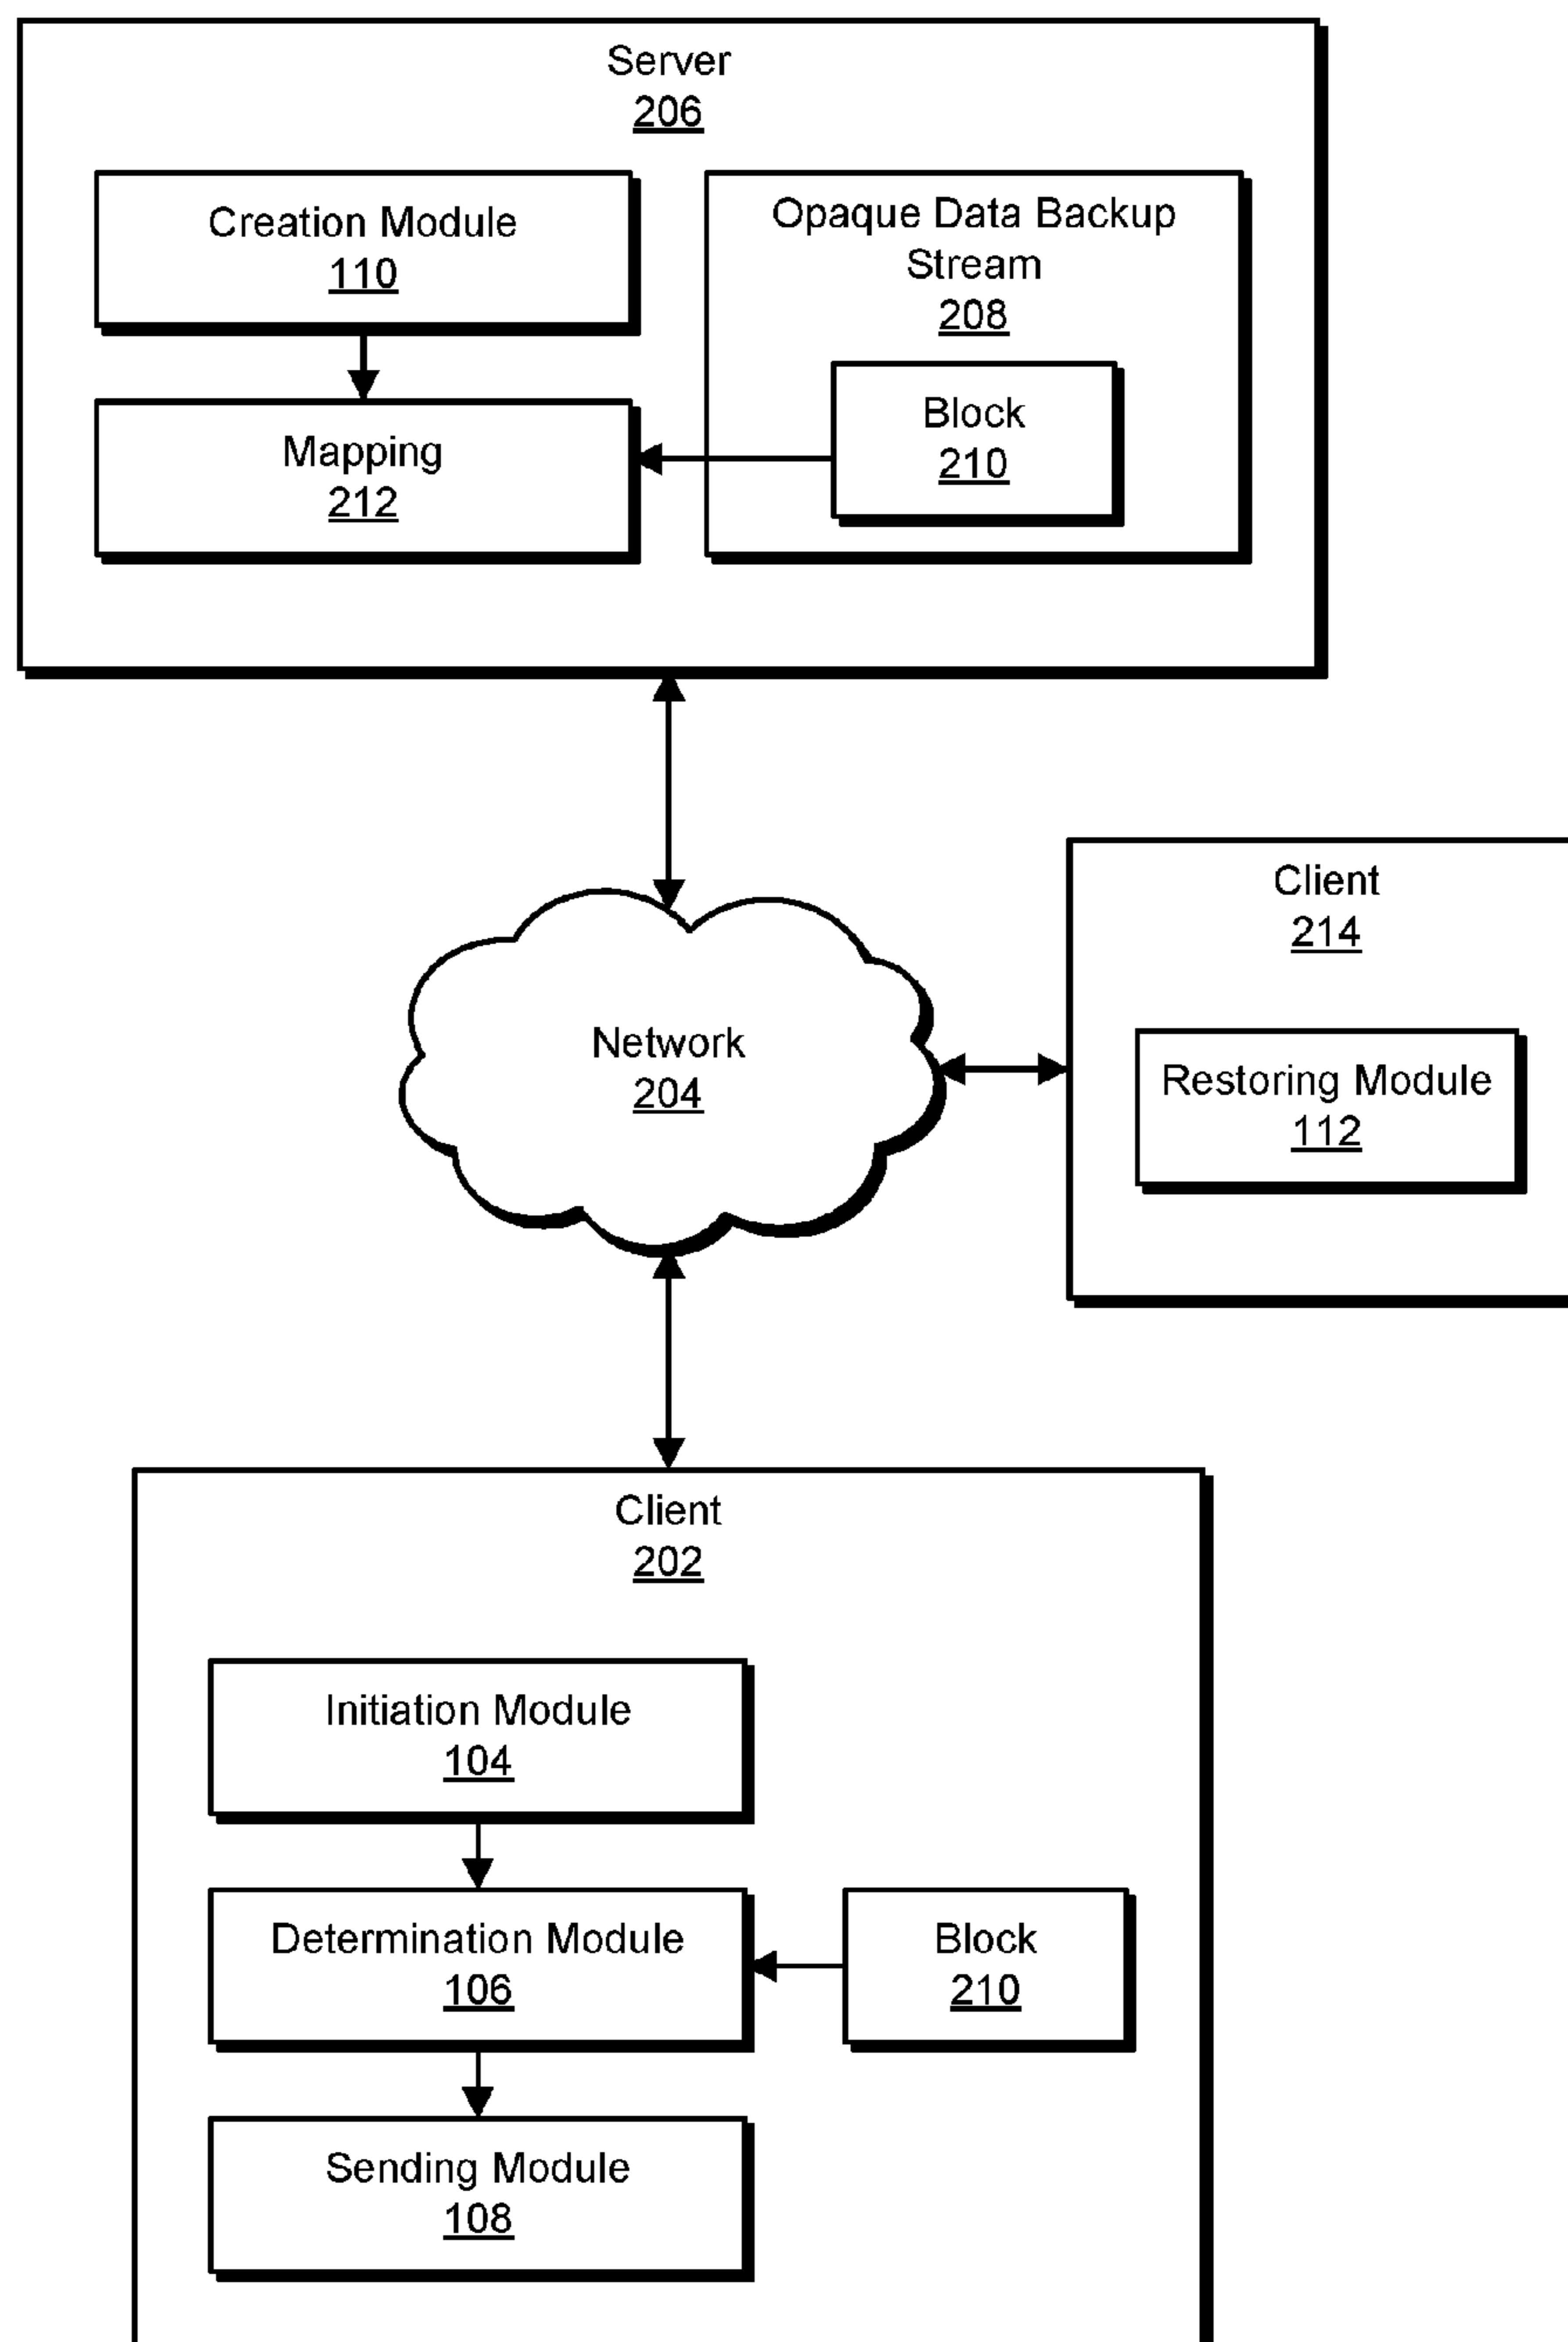 Server
206
Creation Module
110
Opaque Data Backup
Stream
208
Block
210
Mapping
212
Client
214
Network
204
Restoring Module
112
Client
202
Initiation Module
104
Determination Module
106
Block
210
Sending Module
108